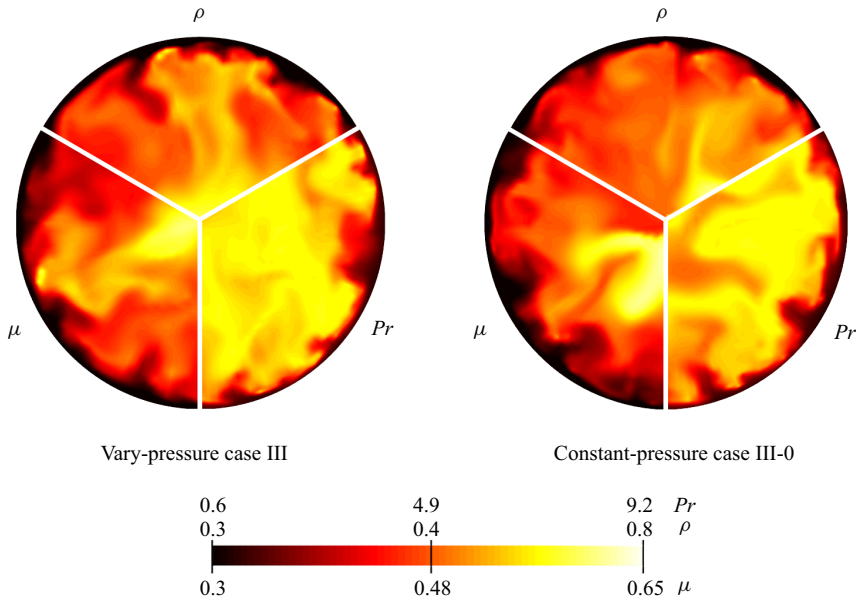 ρ ρ
μ Pr μ Pr
Vary-pressure case III Constant-pressure case III-0
0.6 4.9 9.2 Pr
0.3 0.4 0.8 ρ
0.3 0.48 0.65 μ